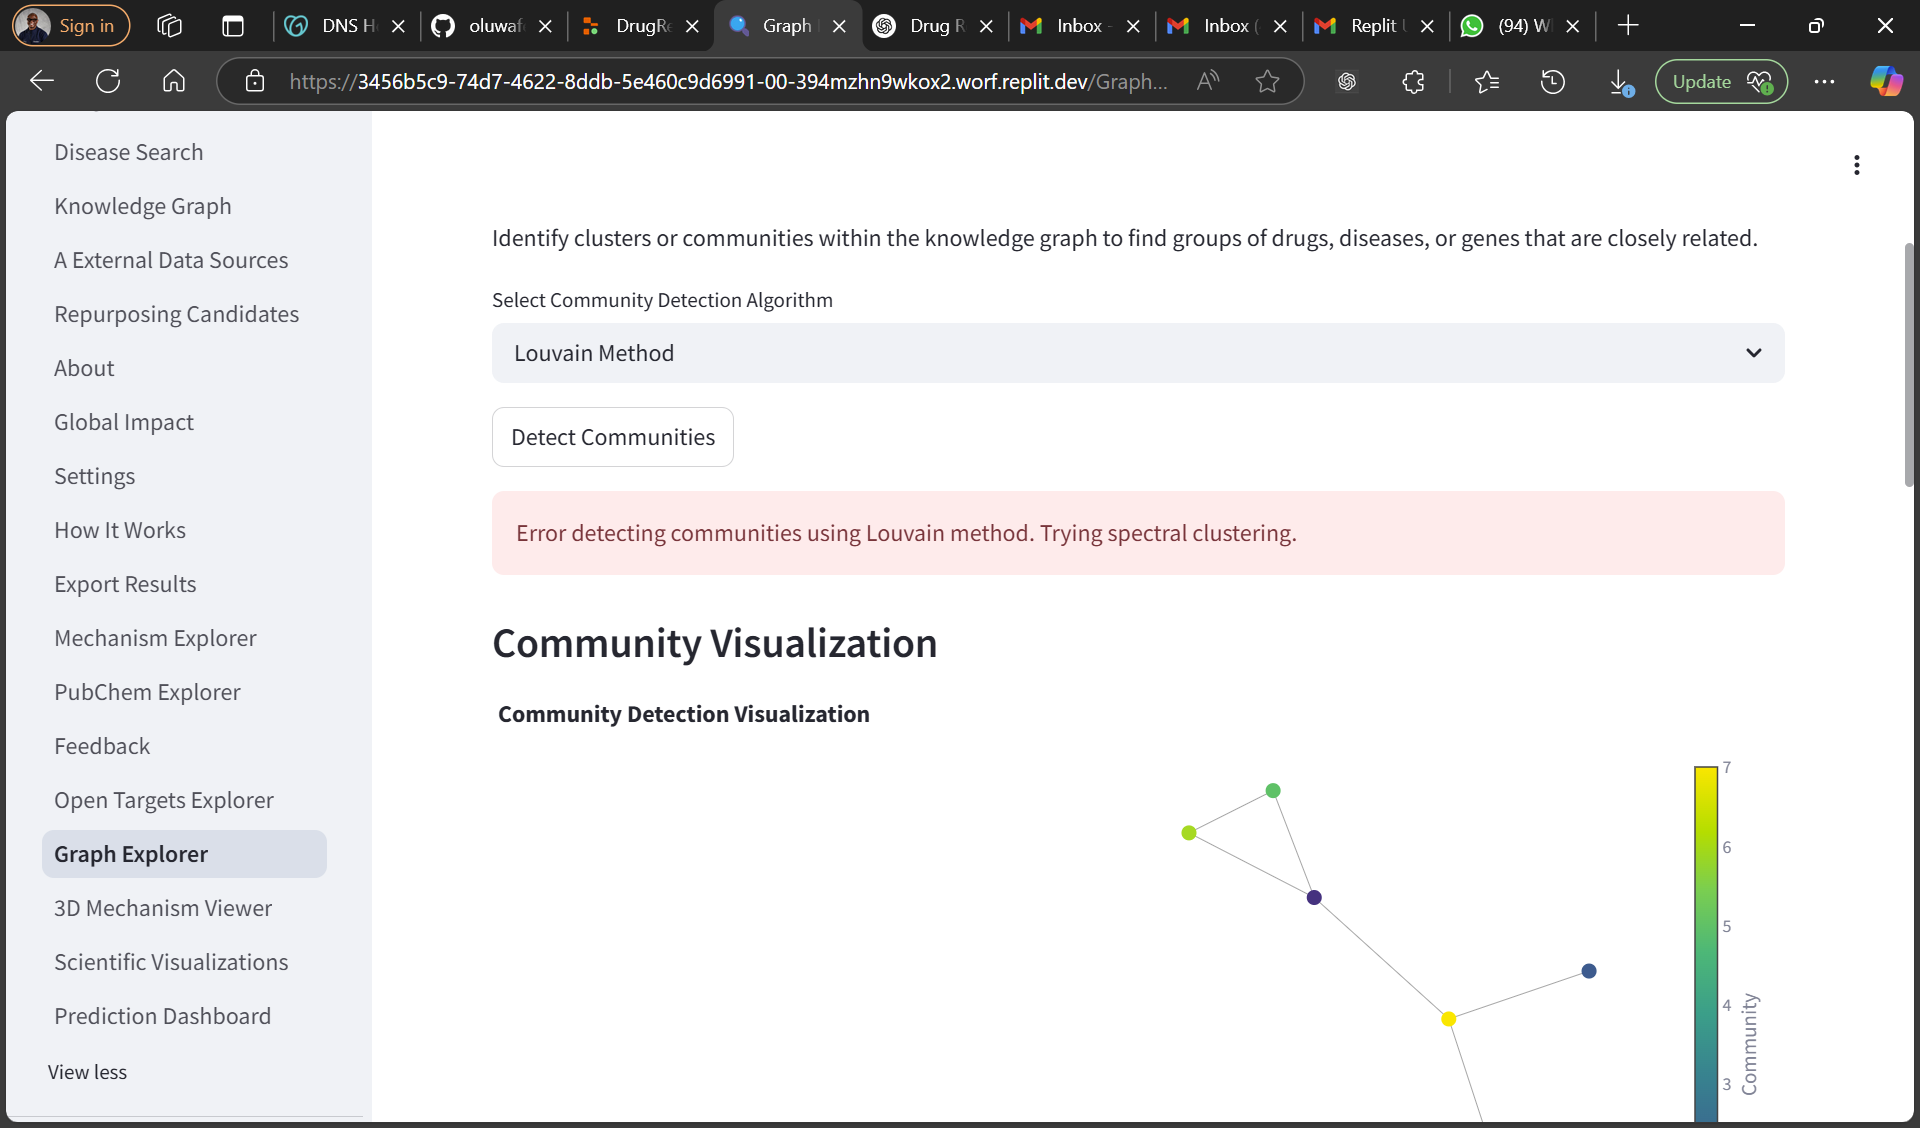 Sign in
DNS H
oluwaf
DrugRe
Graph
Drug R
Inbox -
Inbox (
Replit
(94) W
https://3456b5c9-74d7-4622-8ddb-5e460c9d6991-00-394mzhn9wkox2.worf.replit.dev/Graph...
Update
Disease Search
Knowledge Graph
A External Data Sources
Repurposing Candidates
About
Global Impact
Settings
How It Works
Export Results
Mechanism Explorer
PubChem Explorer
Feedback
Open Targets Explorer
Graph Explorer
3D Mechanism Viewer
Scientific Visualizations
Prediction Dashboard
View less
Identify clusters or communities within the knowledge graph to find groups of drugs, diseases, or genes that are closely related.
Select Community Detection Algorithm
Louvain Method
Detect Communities
Error detecting communities using Louvain method. Trying spectral clustering.
Community Visualization
Community Detection Visualization
7
6
5
4
3
Community